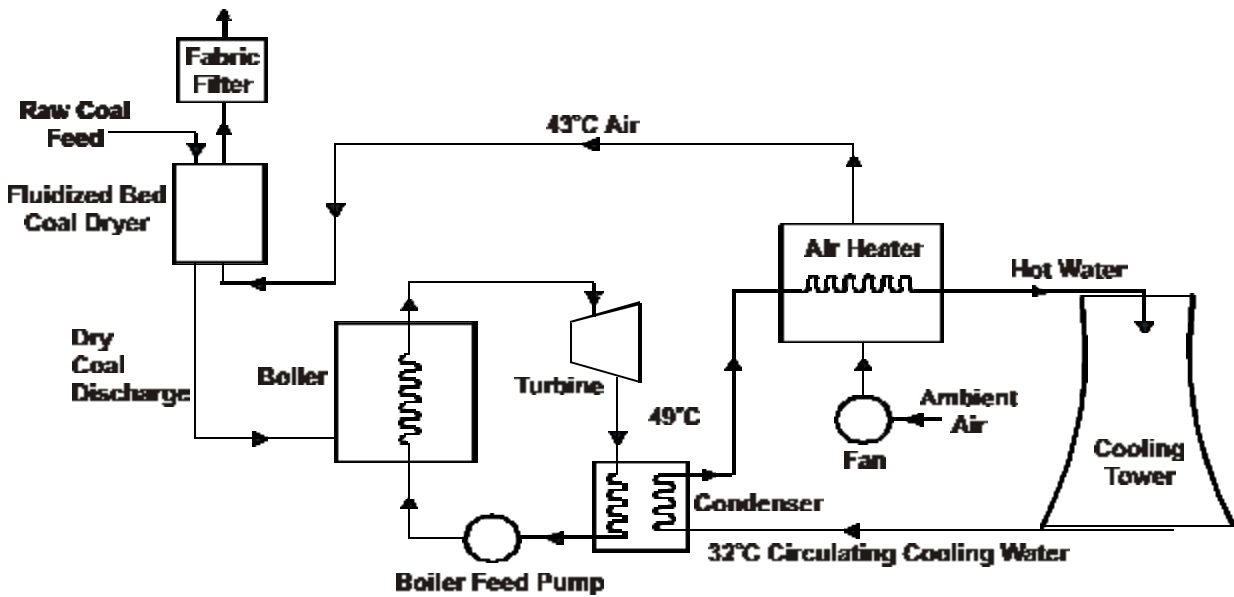 Fabric
Filter
Raw Coal
Feed
43°C Air
Fluidized Bed
Coal Dryer
Air Heater
Hot Water
Dry
Coal
Discharge
Boiler
Turbine
49°C
Ambient
Air
Fan
Cooling
Tower
Condenser
32°C Circulating Cooling Water
Boiler Feed Pump